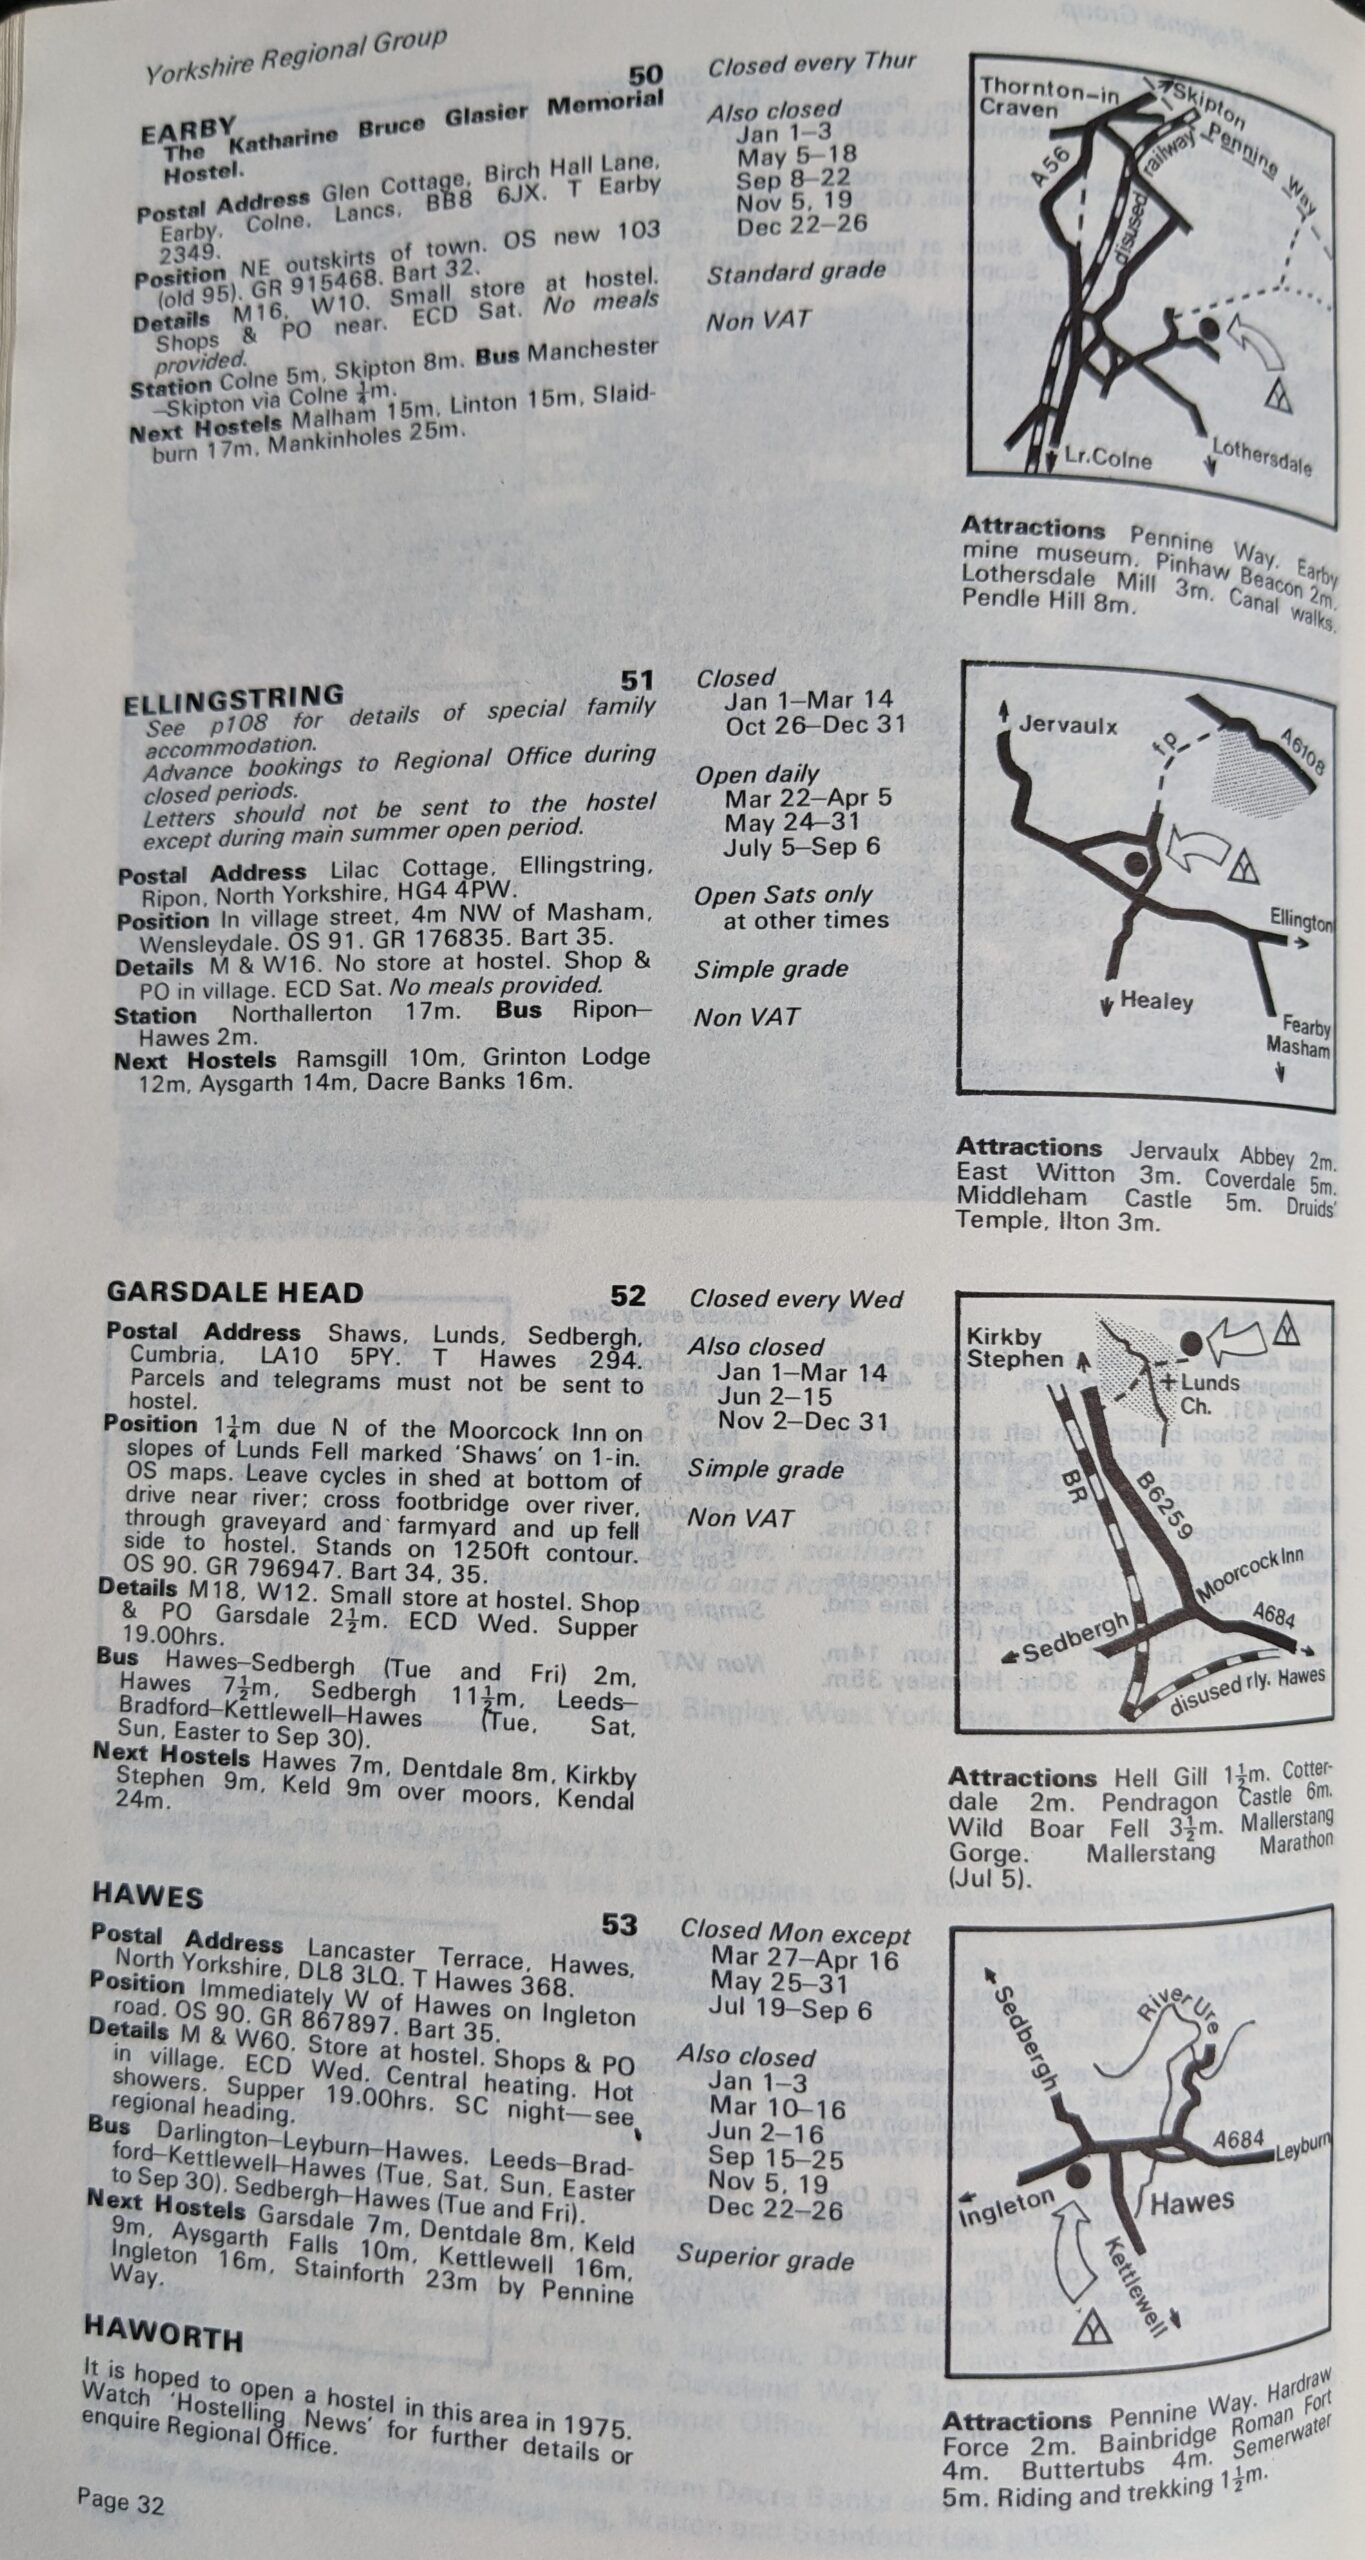 Yorkshire Regional Group
EARBY 50
The Katharine Bruce Glasier Memorial
Hostel.
Postal Address Glen Cottage, Birch Hall Lane,
Earby, Colne, Lancs, BB8 6JX. T Earby
2349.
Position NE outskirts of town. OS new 103
(old 95). GR 915468. Bart 32.
Details M16, W10. Small store at hostel.
Shops & PO near. ECD Sat. No meals
provided.
Station Colne 5m, Skipton 8m. Bus Manchester
–Skipton via Colne ¼m.
Next Hostels Malham 15m, Linton 15m, Slaid-
burn 17m, Mankinholes 25m.
Closed every Thur
Also closed
Jan 1–3
May 5–18
Sep 8–22
Nov 5, 19
Dec 22–26
Standard grade
Non VAT
Thornton-in
Craven
Skipton
Pennine Way
A56
railway
disused
Lr.Colne
Lothersdale
Attractions Pennine Way. Earby
mine museum. Pinhaw Beacon 2m.
Lothersdale Mill 3m. Canal walks.
Pendle Hill 8m.
ELLINGSTRING 51
See p108 for details of special family
accommodation.
Advance bookings to Regional Office during
closed periods.
Letters should not be sent to the hostel
except during main summer open period.
Postal Address Lilac Cottage, Ellingstring,
Ripon, North Yorkshire, HG4 4PW.
Position In village street, 4m NW of Masham,
Wensleydale. OS 91. GR 176835. Bart 35.
Details M & W16. No store at hostel. Shop &
PO in village. ECD Sat. No meals provided.
Station Northallerton 17m. Bus Ripon–
Hawes 2m.
Next Hostels Ramsgill 10m, Grinton Lodge
12m, Aysgarth 14m, Dacre Banks 16m.
Closed
Jan 1–Mar 14
Oct 26–Dec 31
Open daily
Mar 22–Apr 5
May 24–31
July 5–Sep 6
Open Sats only
at other times
Simple grade
Non VAT
Jervaulx
fp
A6108
Ellington
Healey
Fearby
Masham
Attractions Jervaulx Abbey 2m.
East Witton 3m. Coverdale 5m.
Middleham Castle 5m. Druids'
Temple, Ilton 3m.
GARSDALE HEAD 52
Postal Address Shaws, Lunds, Sedbergh,
Cumbria, LA10 5PY. T Hawes 294.
Parcels and telegrams must not be sent to
hostel.
Position 1¼m due N of the Moorcock Inn on
slopes of Lunds Fell marked 'Shaws' on 1-in.
OS maps. Leave cycles in shed at bottom of
drive near river; cross footbridge over river,
through graveyard and farmyard and up fell
side to hostel. Stands on 1250ft contour.
OS 90. GR 796947. Bart 34, 35.
Details M18, W12. Small store at hostel. Shop
& PO Garsdale 2½m. ECD Wed. Supper
19.00hrs.
Bus Hawes–Sedbergh (Tue and Fri) 2m,
Hawes 7½m, Sedbergh 11½m, Leeds–
Bradford–Kettlewell–Hawes (Tue, Sat,
Sun, Easter to Sep 30).
Next Hostels Hawes 7m, Dentdale 8m, Kirkby
Stephen 9m, Keld 9m over moors, Kendal
24m.
Closed every Wed
Also closed
Jan 1–Mar 14
Jun 2–15
Nov 2–Dec 31
Simple grade
Non VAT
Kirkby
Stephen
Lunds
Ch.
BR
B6259
Moorcock Inn
Sedbergh
A684
disused rly. Hawes
Attractions Hell Gill 1½m. Cotter-
dale 2m. Pendragon Castle 6m.
Wild Boar Fell 3½m. Mallerstang
Gorge. Mallerstang Marathon
(Jul 5).
HAWES 53
Postal Address Lancaster Terrace, Hawes,
North Yorkshire, DL8 3LQ. T Hawes 368.
Position Immediately W of Hawes on Ingleton
road. OS 90. GR 867897. Bart 35.
Details M & W60. Store at hostel. Shops & PO
in village. ECD Wed. Central heating. Hot
showers. Supper 19.00hrs. SC night—see
regional heading.
Bus Darlington–Leyburn–Hawes. Leeds–Brad-
ford–Kettlewell–Hawes (Tue, Sat, Sun, Easter
to Sep 30). Sedbergh–Hawes (Tue and Fri).
Next Hostels Garsdale 7m, Dentdale 8m, Keld
9m, Aysgarth Falls 10m, Kettlewell 16m,
Ingleton 16m, Stainforth 23m by Pennine
Way.
Closed Mon except
Mar 27–Apr 16
May 25–31
Jul 19–Sep 6
Also closed
Jan 1–3
Mar 10–16
Jun 2–16
Sep 15–25
Nov 5, 19
Dec 22–26
Superior grade
Sedbergh
River Ure
A684
Leyburn
Ingleton
Hawes
Kettlewell
Attractions Pennine Way. Hardraw
Force 2m. Bainbridge Roman Fort
4m. Buttertubs 4m. Semerwater
5m. Riding and trekking 1½m.
HAWORTH
It is hoped to open a hostel in this area in 1975.
Watch 'Hostelling News' for further details or
enquire Regional Office.
Page 32